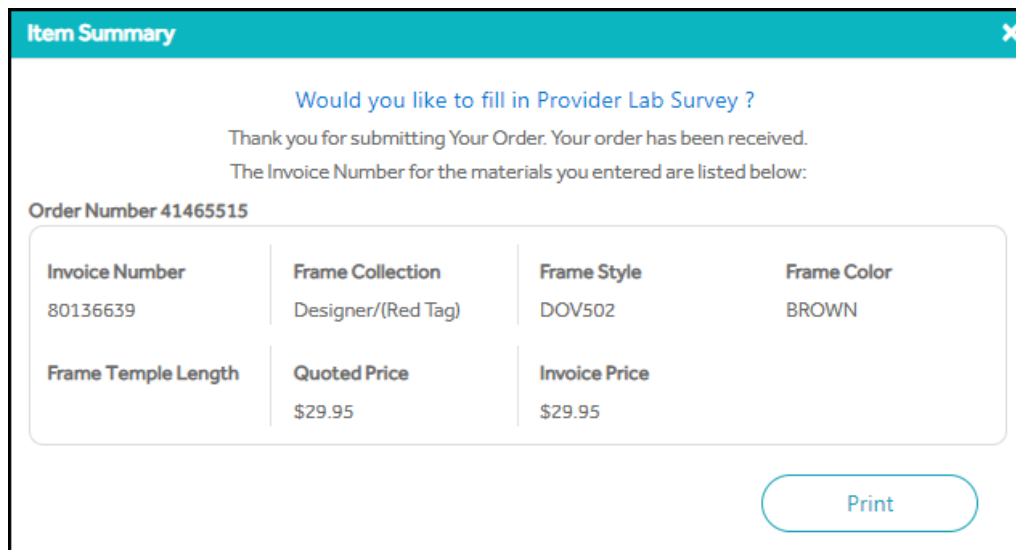 Item Summary
Would you like to fill in Provider Lab Survey ?
Thank you for submitting Your Order. Your order has been received.
The Invoice Number for the materials you entered are listed below:
Order Number 41465515
Invoice Number Frame Collection Frame Style Frame Color
80136639 Designer/(Red Tag) DOV502 BROWN
Frame Temple Length Quoted Price Invoice Price
$29.95 $29.95
Print